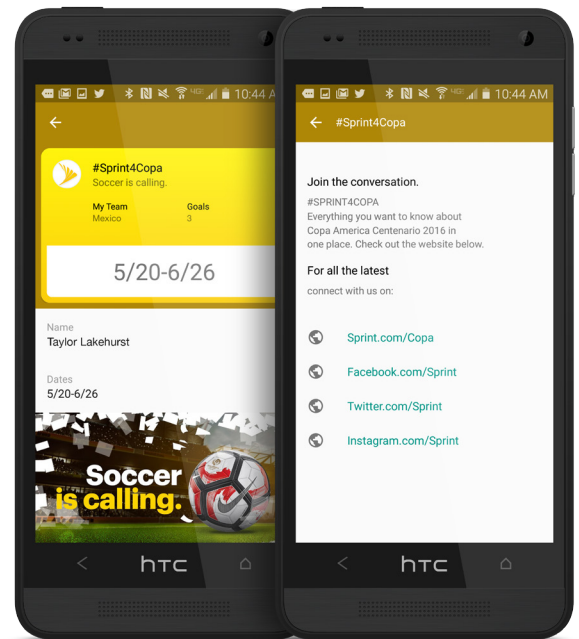 10:44 A
#Sprint4Copa
Soccer is calling.
My Team
Goals
Mexico
3
5/20-6/26
Name
Taylor Lakehurst
Dates
5/20-6/26
Soccer
is calling.
hTC
4G
10:44 AM
#Sprint4Copa
Join the conversation.
#SPRINT4COPA
Everything you want to know about
Copa America Centenario 2016 in
one place. Check out the website below.
For all the latest
connect with us on:
Sprint.com/Copa
Facebook.com/Sprint
Twitter.com/Sprint
Instagram.com/Sprint
hTC